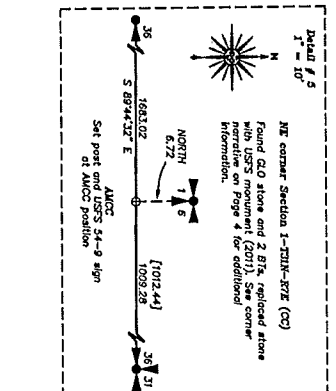 Detail # 5
1" = 10'
N
NE corner Section 1-T31N-R7E (CC)
Found GLO stone and 2 BTs, replaced stone
with USFS monument (2011). See corner
narrative on Page 4 for additional
information.
NORTH
6.72
1
6
36
1683.02
S 89°44'32" E
[1012.44]
1009.28
36
31
AMCC
Set post and USFS 54-9 sign
at AMCC position